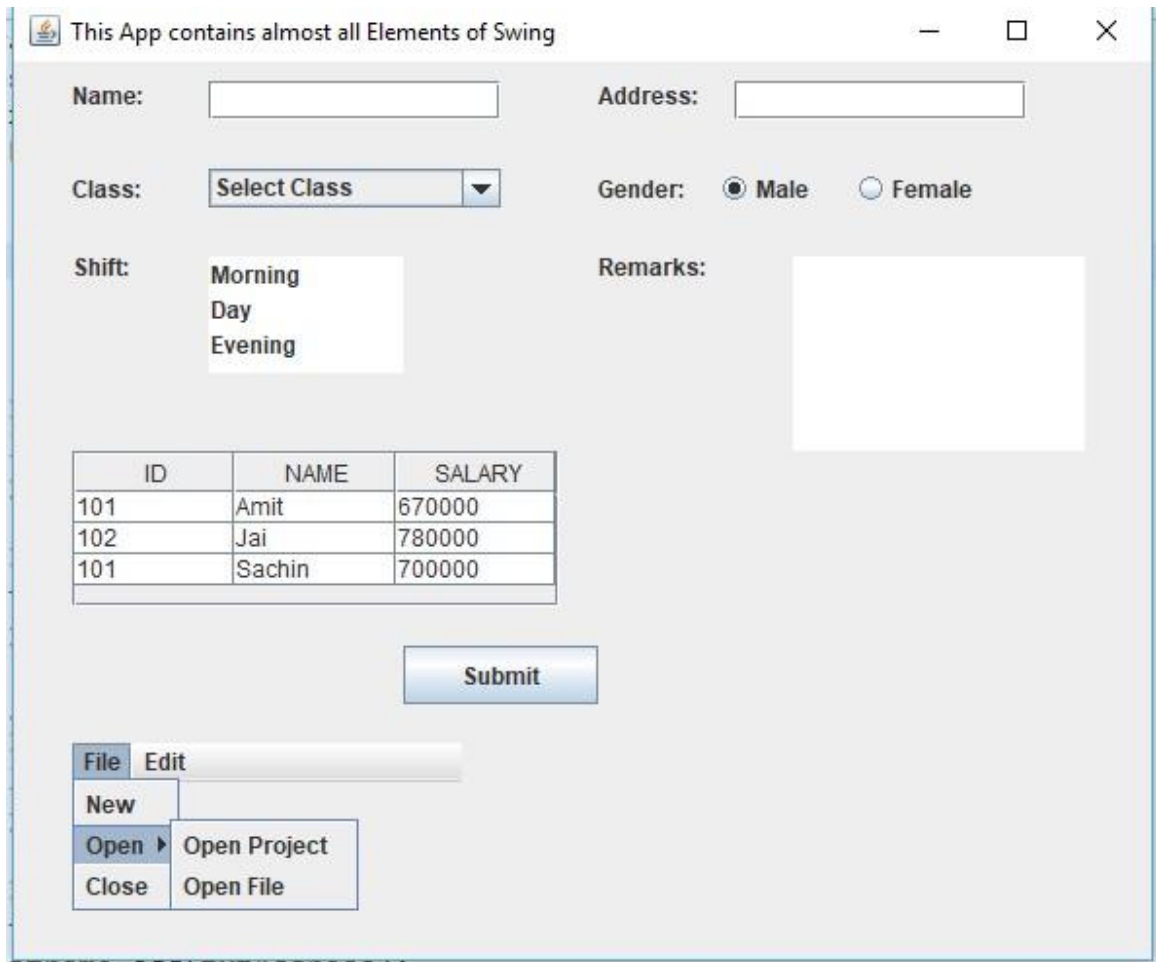 This App contains almost all Elements of Swing
Name: Address:
Class: Select Class Gender: Male Female
Shift: Morning Remarks:
Day
Evening
ID NAME SALARY
101 Amit 670000
102 Jai 780000
101 Sachin 700000
Submit
File Edit
New
Open Open Project
Close Open File